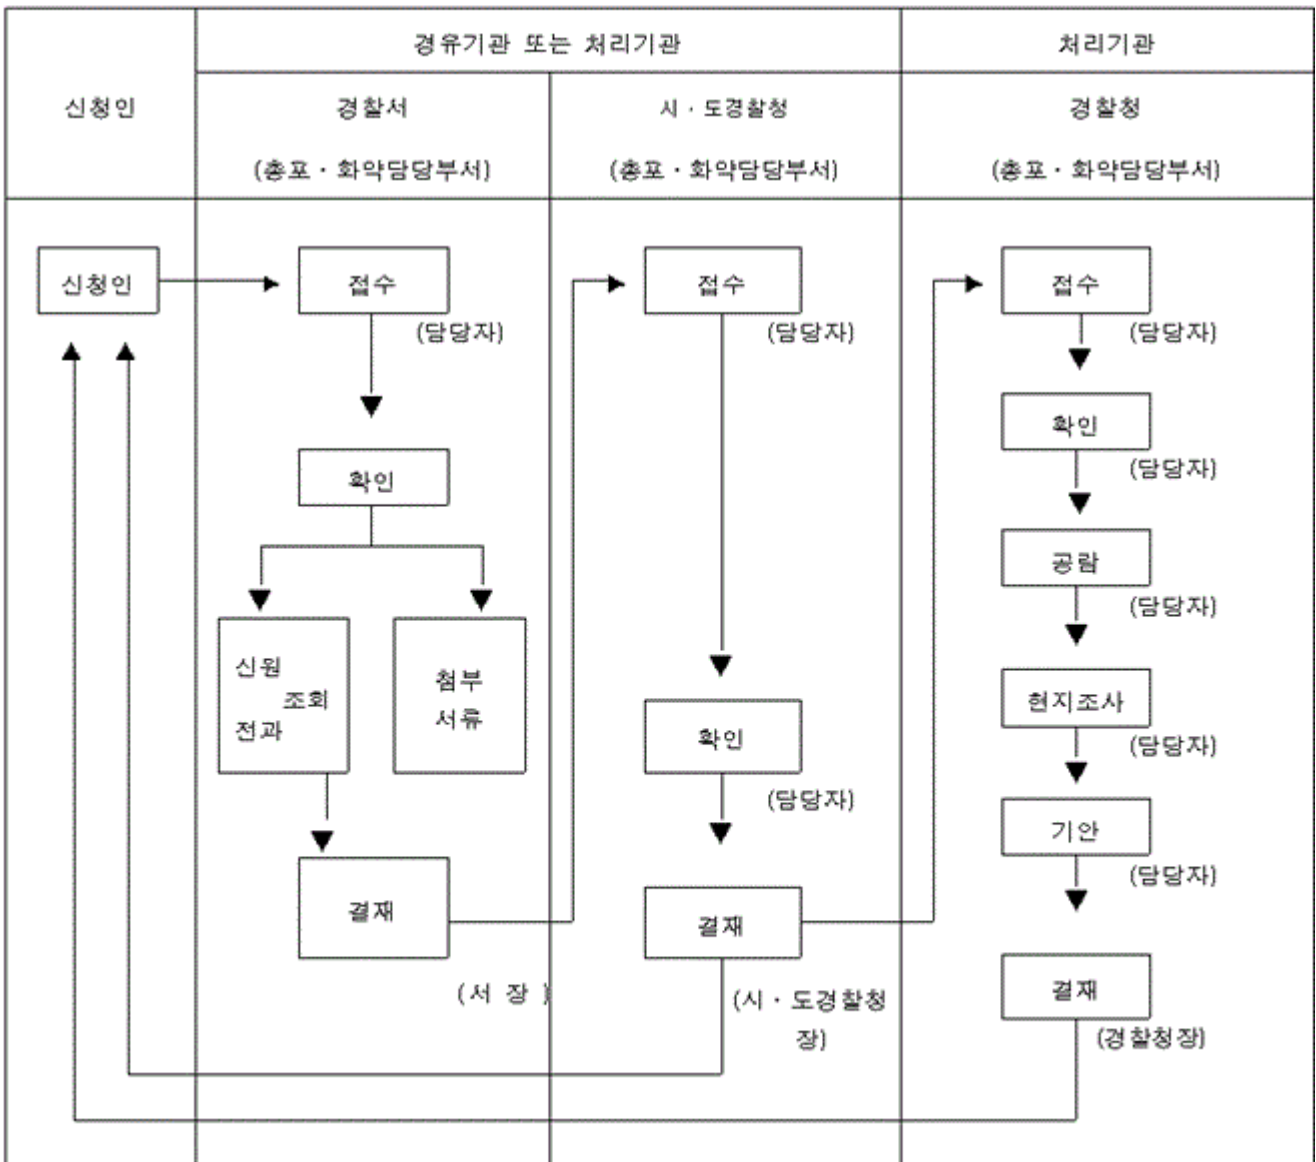 신청인
경유기관 또는 처리기관
처리기관
경찰서
(총포·화약담당부서)
시·도경찰청
(총포·화약담당부서)
경찰청
(총포·화약담당부서)
신청인
접수
(담당자)
확인
신원
조회
전과
첨부
서류
결재
(서 장)
접수
(담당자)
확인
(담당자)
결재
(시·도경찰청
장)
접수
(담당자)
확인
(담당자)
공람
(담당자)
현지조사
(담당자)
기안
(담당자)
결재
(경찰청장)